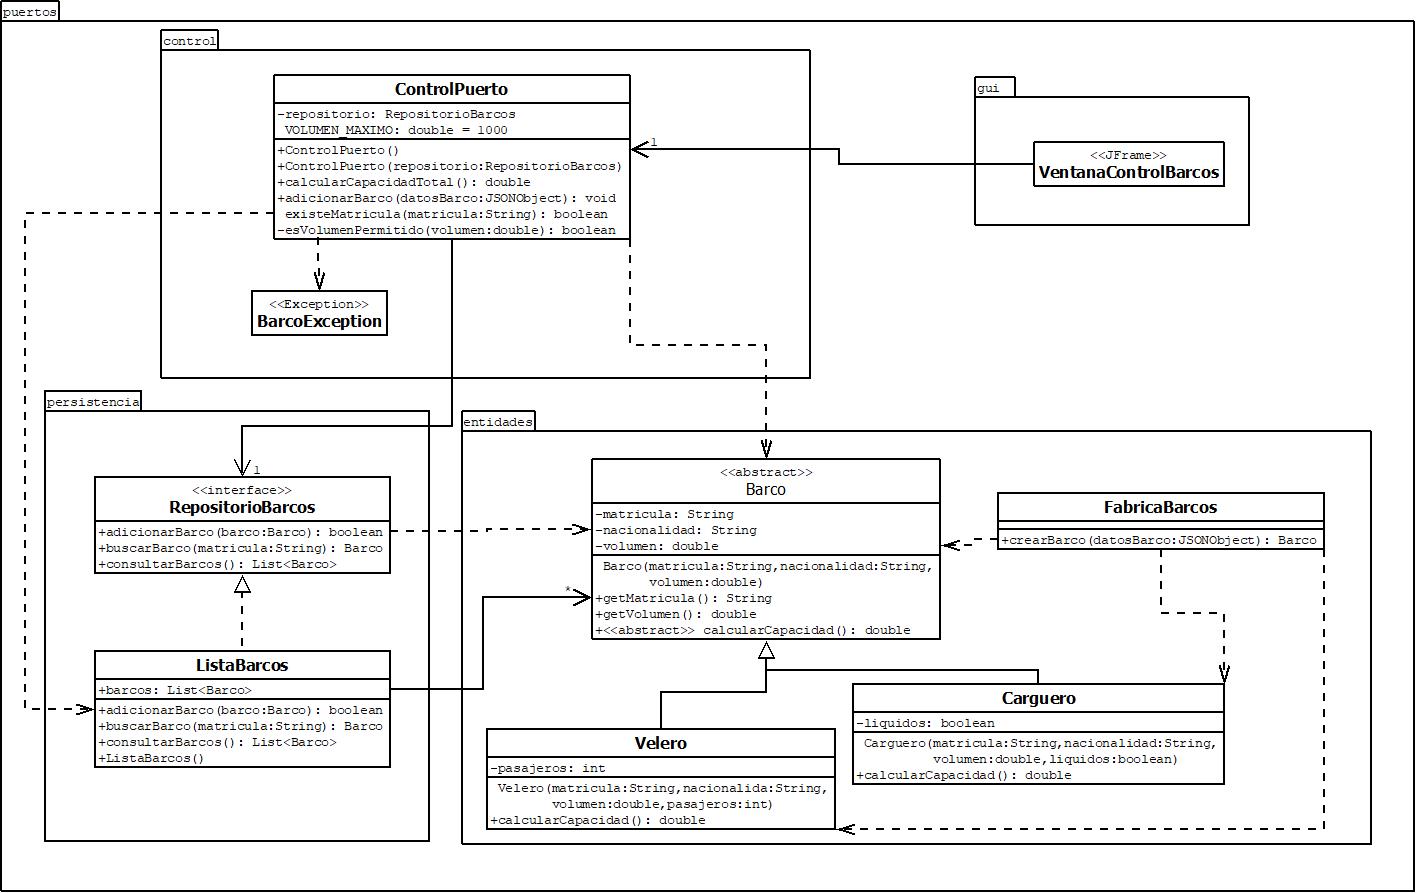 puertos
control
ControlPuerto
-repositorio: RepositorioBarcos
VOLUMEN_MAXIMO: double = 1000
+ControlPuerto()
+ControlPuerto(repositorio:RepositorioBarcos)
+calcularCapacidadTotal(): double
+adicionarBarco(datosBarco:JSONObject): void
existeMatricula(matricula:String): boolean
-esVolumenPermitido(volumen:double): boolean
1
gui
<<JFrame>>
VentanaControlBarcos
<<Exception>>
BarcoException
persistencia
1
<<interface>>
RepositorioBarcos
+adicionarBarco(barco:Barco): boolean
+buscarBarco(matricula:String): Barco
+consultarBarcos(): List<Barco>
ListaBarcos
+barcos: List<Barco>
+adicionarBarco(barco:Barco): boolean
+buscarBarco(matricula:String): Barco
+consultarBarcos(): List<Barco>
+ListaBarcos()
*
entidades
<<abstract>>
Barco
-matricula: String
-nacionalidad: String
-volumen: double
Barco(matricula:String,nacionalidad:String,
volumen:double)
+getMatricula(): String
+getVolumen(): double
+<<abstract>> calcularCapacidad(): double
FabricaBarcos
+crearBarco(datosBarco:JSONObject): Barco
Velero
-pasajeros: int
Velero(matricula:String,nacionalida:String,
volumen:double,pasajeros:int)
+calcularCapacidad(): double
Carguero
-liquidos: boolean
Carguero(matricula:String,nacionalidad:String,
volumen:double,liquidos:boolean)
+calcularCapacidad(): double